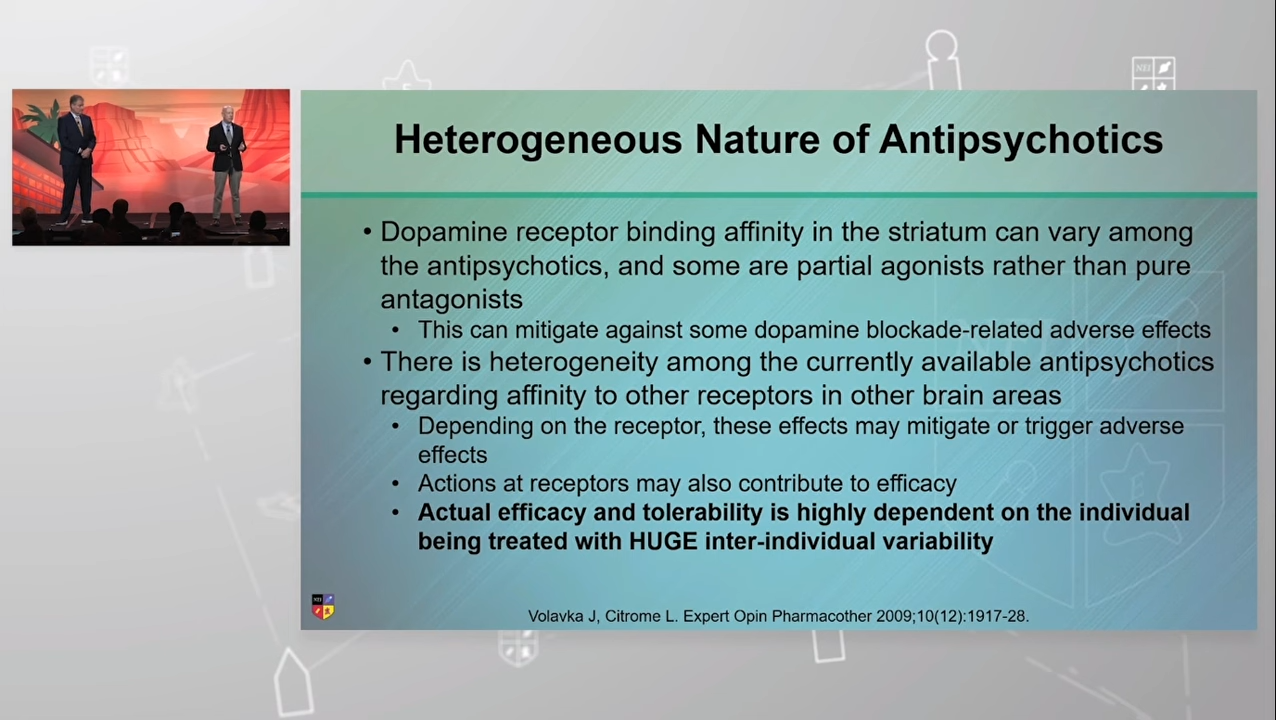 NEI
Heterogeneous Nature of Antipsychotics
• Dopamine receptor binding affinity in the striatum can vary among
the antipsychotics, and some are partial agonists rather than pure
antagonists
• This can mitigate against some dopamine blockade-related adverse effects
• There is heterogeneity among the currently available antipsychotics
regarding affinity to other receptors in other brain areas
• Depending on the receptor, these effects may mitigate or trigger adverse
effects
• Actions at receptors may also contribute to efficacy
• Actual efficacy and tolerability is highly dependent on the individual
being treated with HUGE inter-individual variability
NEI
Volavka J, Citrome L. Expert Opin Pharmacother 2009;10(12):1917-28.